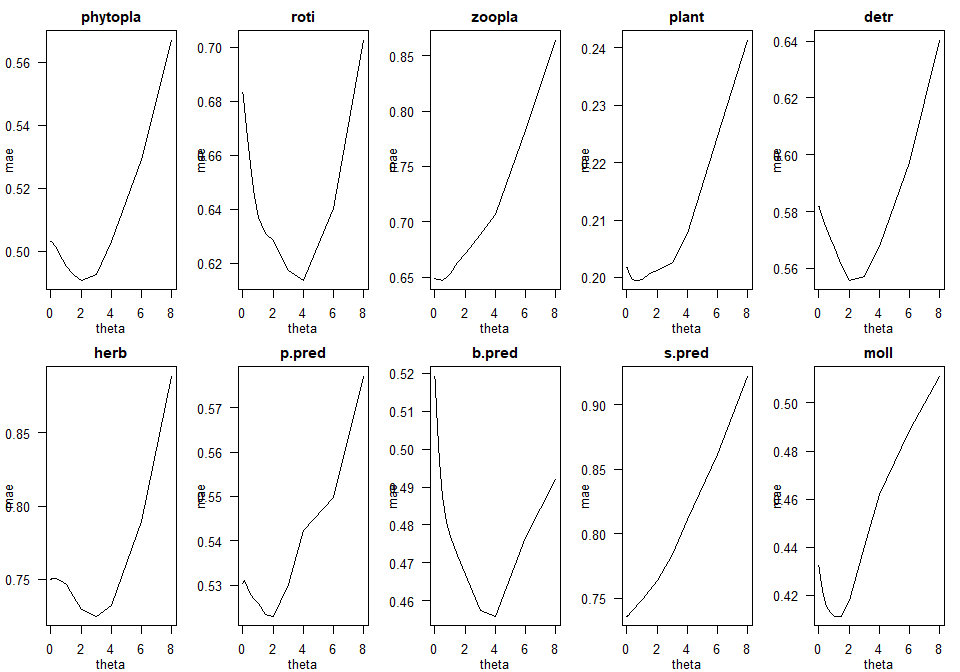 phytopla roti zoopla plant detr
0.56 0.70 0.85 0.24 0.64
0.54 0.68 0.80 0.23 0.62
mae 0.52 mae 0.66 mae 0.75 mae 0.22 mae 0.60
0.50 0.64 0.70 0.21 0.58
0.62 0.65 0.20 0.56
0 2 4 6 8 0 2 4 6 8 0 2 4 6 8 0 2 4 6 8 0 2 4 6 8
theta theta theta theta theta
herb p.pred b.pred s.pred moll
0.85 0.57 0.52 0.90 0.50
0.56 0.51 0.85 0.48
mae 0.80 mae 0.55 0.50 mae 0.49 mae 0.80 mae 0.46
0.75 0.54 0.48 0.75 0.44
0.53 0.47 0.46 0.42
0 2 4 6 8 0 2 4 6 8 0 2 4 6 8 0 2 4 6 8 0 2 4 6 8
theta theta theta theta theta